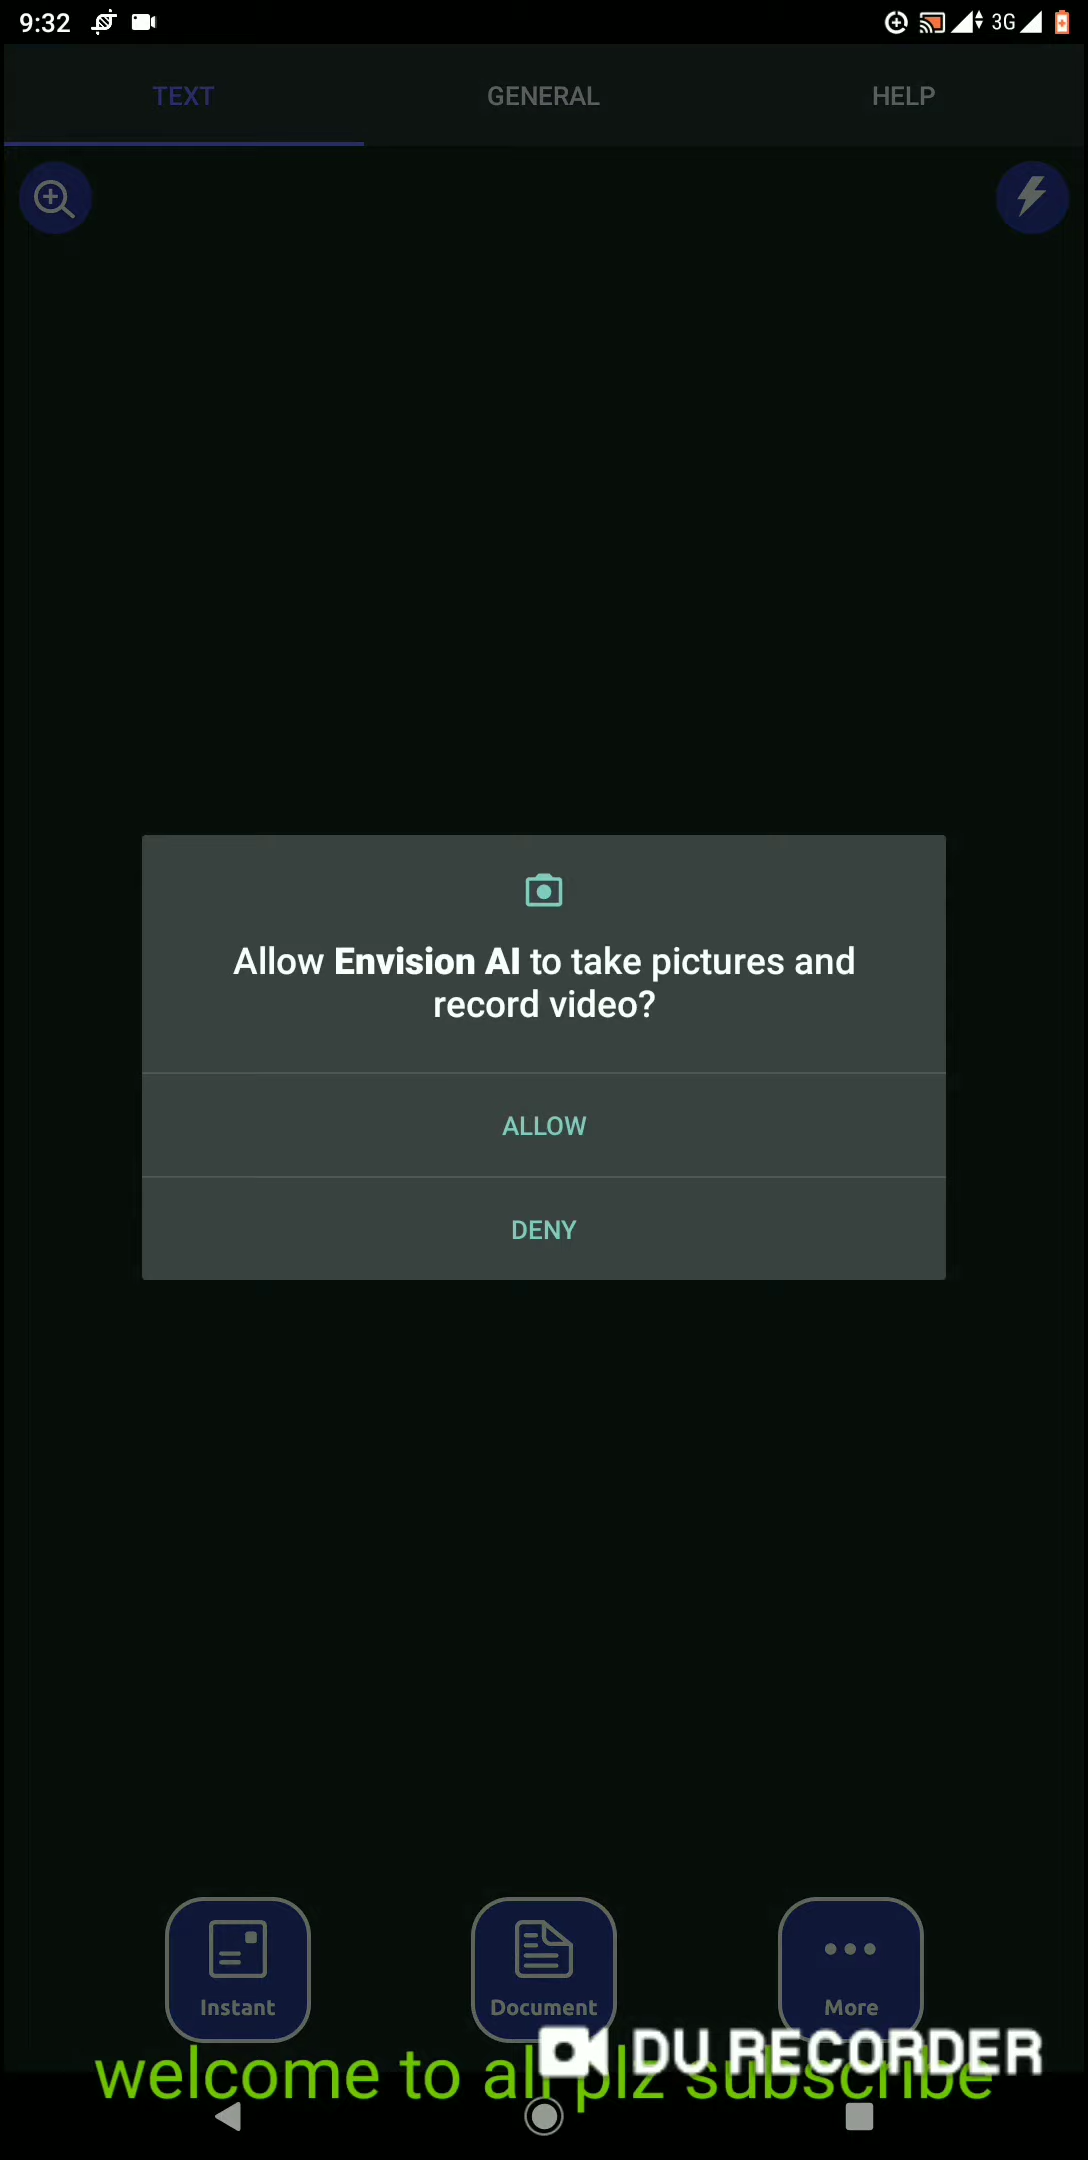 9:32
3G
TEXT GENERAL HELP
Allow Envision AI to take pictures and
record video?
ALLOW
DENY
Instant Document More
DU RECORDER
welcome to all plz subscribe